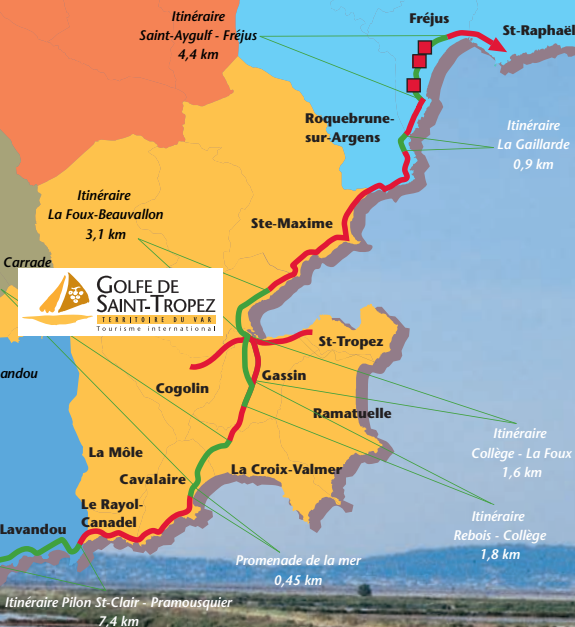 Itinéraire
Saint-Aygulf - Fréjus
4,4 km
Fréjus
St-Raphaël
Roquebrune-
sur-Argens
Itinéraire
La Gaillarde
0,9 km
Itinéraire
La Foux-Beauvallon
3,1 km
Ste-Maxime
Carrade
GOLFE DE
SAINT-TROPEZ
TERRITOIRE DU VAR
Tourisme international
St-Tropez
andou
Gassin
Cogolin
Ramatuelle
Itinéraire
Collège - La Foux
1,6 km
La Môle
Cavalaire
La Croix-Valmer
Le Rayol-
Canadel
Itinéraire
Rebois - Collège
1,8 km
Lavandou
Promenade de la mer
0,45 km
Itinéraire Pilon St-Clair - Pramousquier
7,4 km